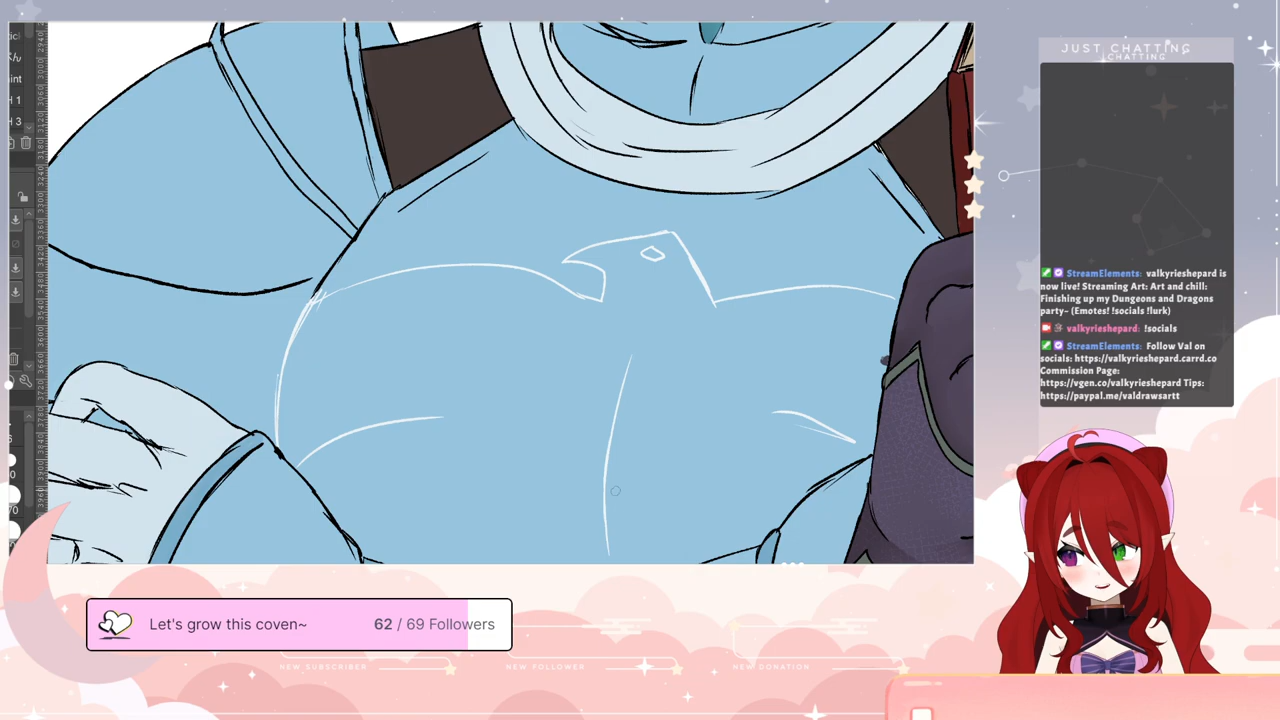 JUST CHATTING
CHATTING
StreamElements: valkyrieshepard is
now live! Streaming Art: Art and chill:
Finishing up my Dungeons and Dragons
party~ (Emotes! !socials !lurk)
valkyrieshepard: !socials
StreamElements: Follow Val on
socials: https://valkyrieshepard.carrd.co
Commission Page:
https://vgen.co/valkyrieshepard Tips:
https://paypal.me/valdrawsartt
Let's grow this coven~ 62 / 69 Followers
NEW SUBSCRIBER
NEW FOLLOWER
NEW DONATION